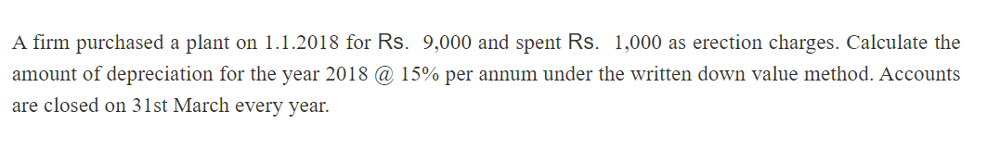 A firm purchased a plant on 1.1.2018 for Rs. 9,000 and spent Rs. 1,000 as erection charges. Calculate the
amount of depreciation for the year 2018 @ 15% per annum under the written down value method. Accounts
are closed on 31st March every year.